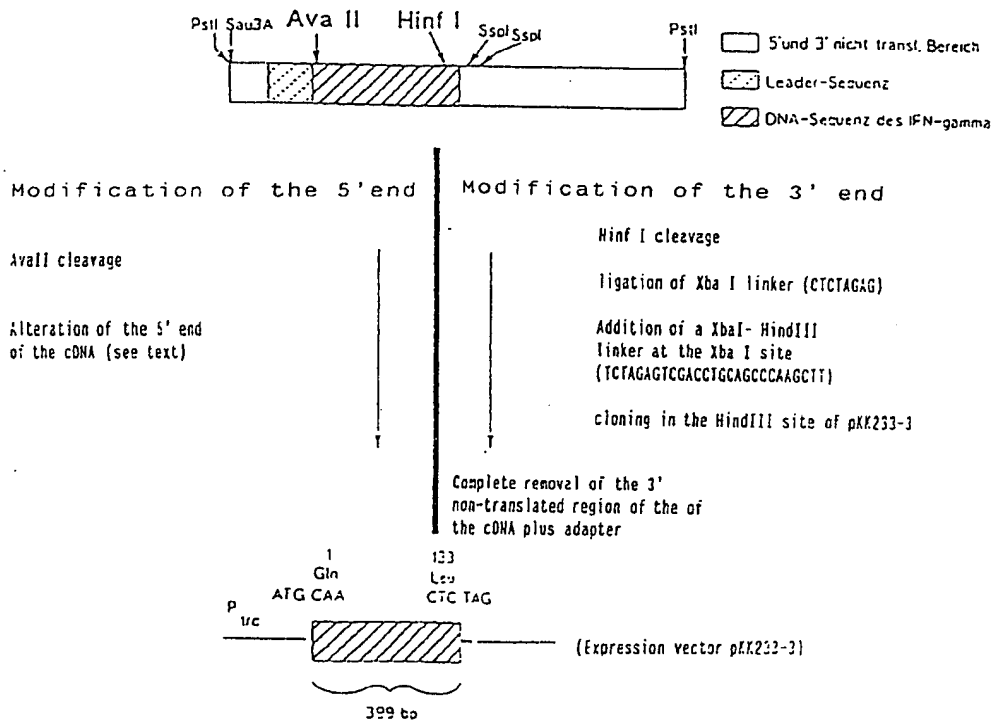 PstI Sau3A Ava II Hinf I SspI SspI PstI
5'und 3' nicht transl. Bereich
Leader-Sequenz
DNA-Sequenz des IFN-gamma
Modification of the 5'end
AvaII cleavage
Alteration of the 5' end
of the cDNA (see text)
Modification of the 3' end
Hinf I cleavage
ligation of Xba I linker (CTCTAGAG)
Addition of a XbaI- HindIII
linker at the Xba I site
(TCTAGAGTCGACCTGCAGCCCAAGCTT)
cloning in the HindIII site of pKK233-3
Complete removal of the 3'
non-translated region of the of
the cDNA plus adapter
1
Gln
ATG CAA
133
Leu
CTC TAG
P trc
(Expression vector pKK233-3)
399 bp